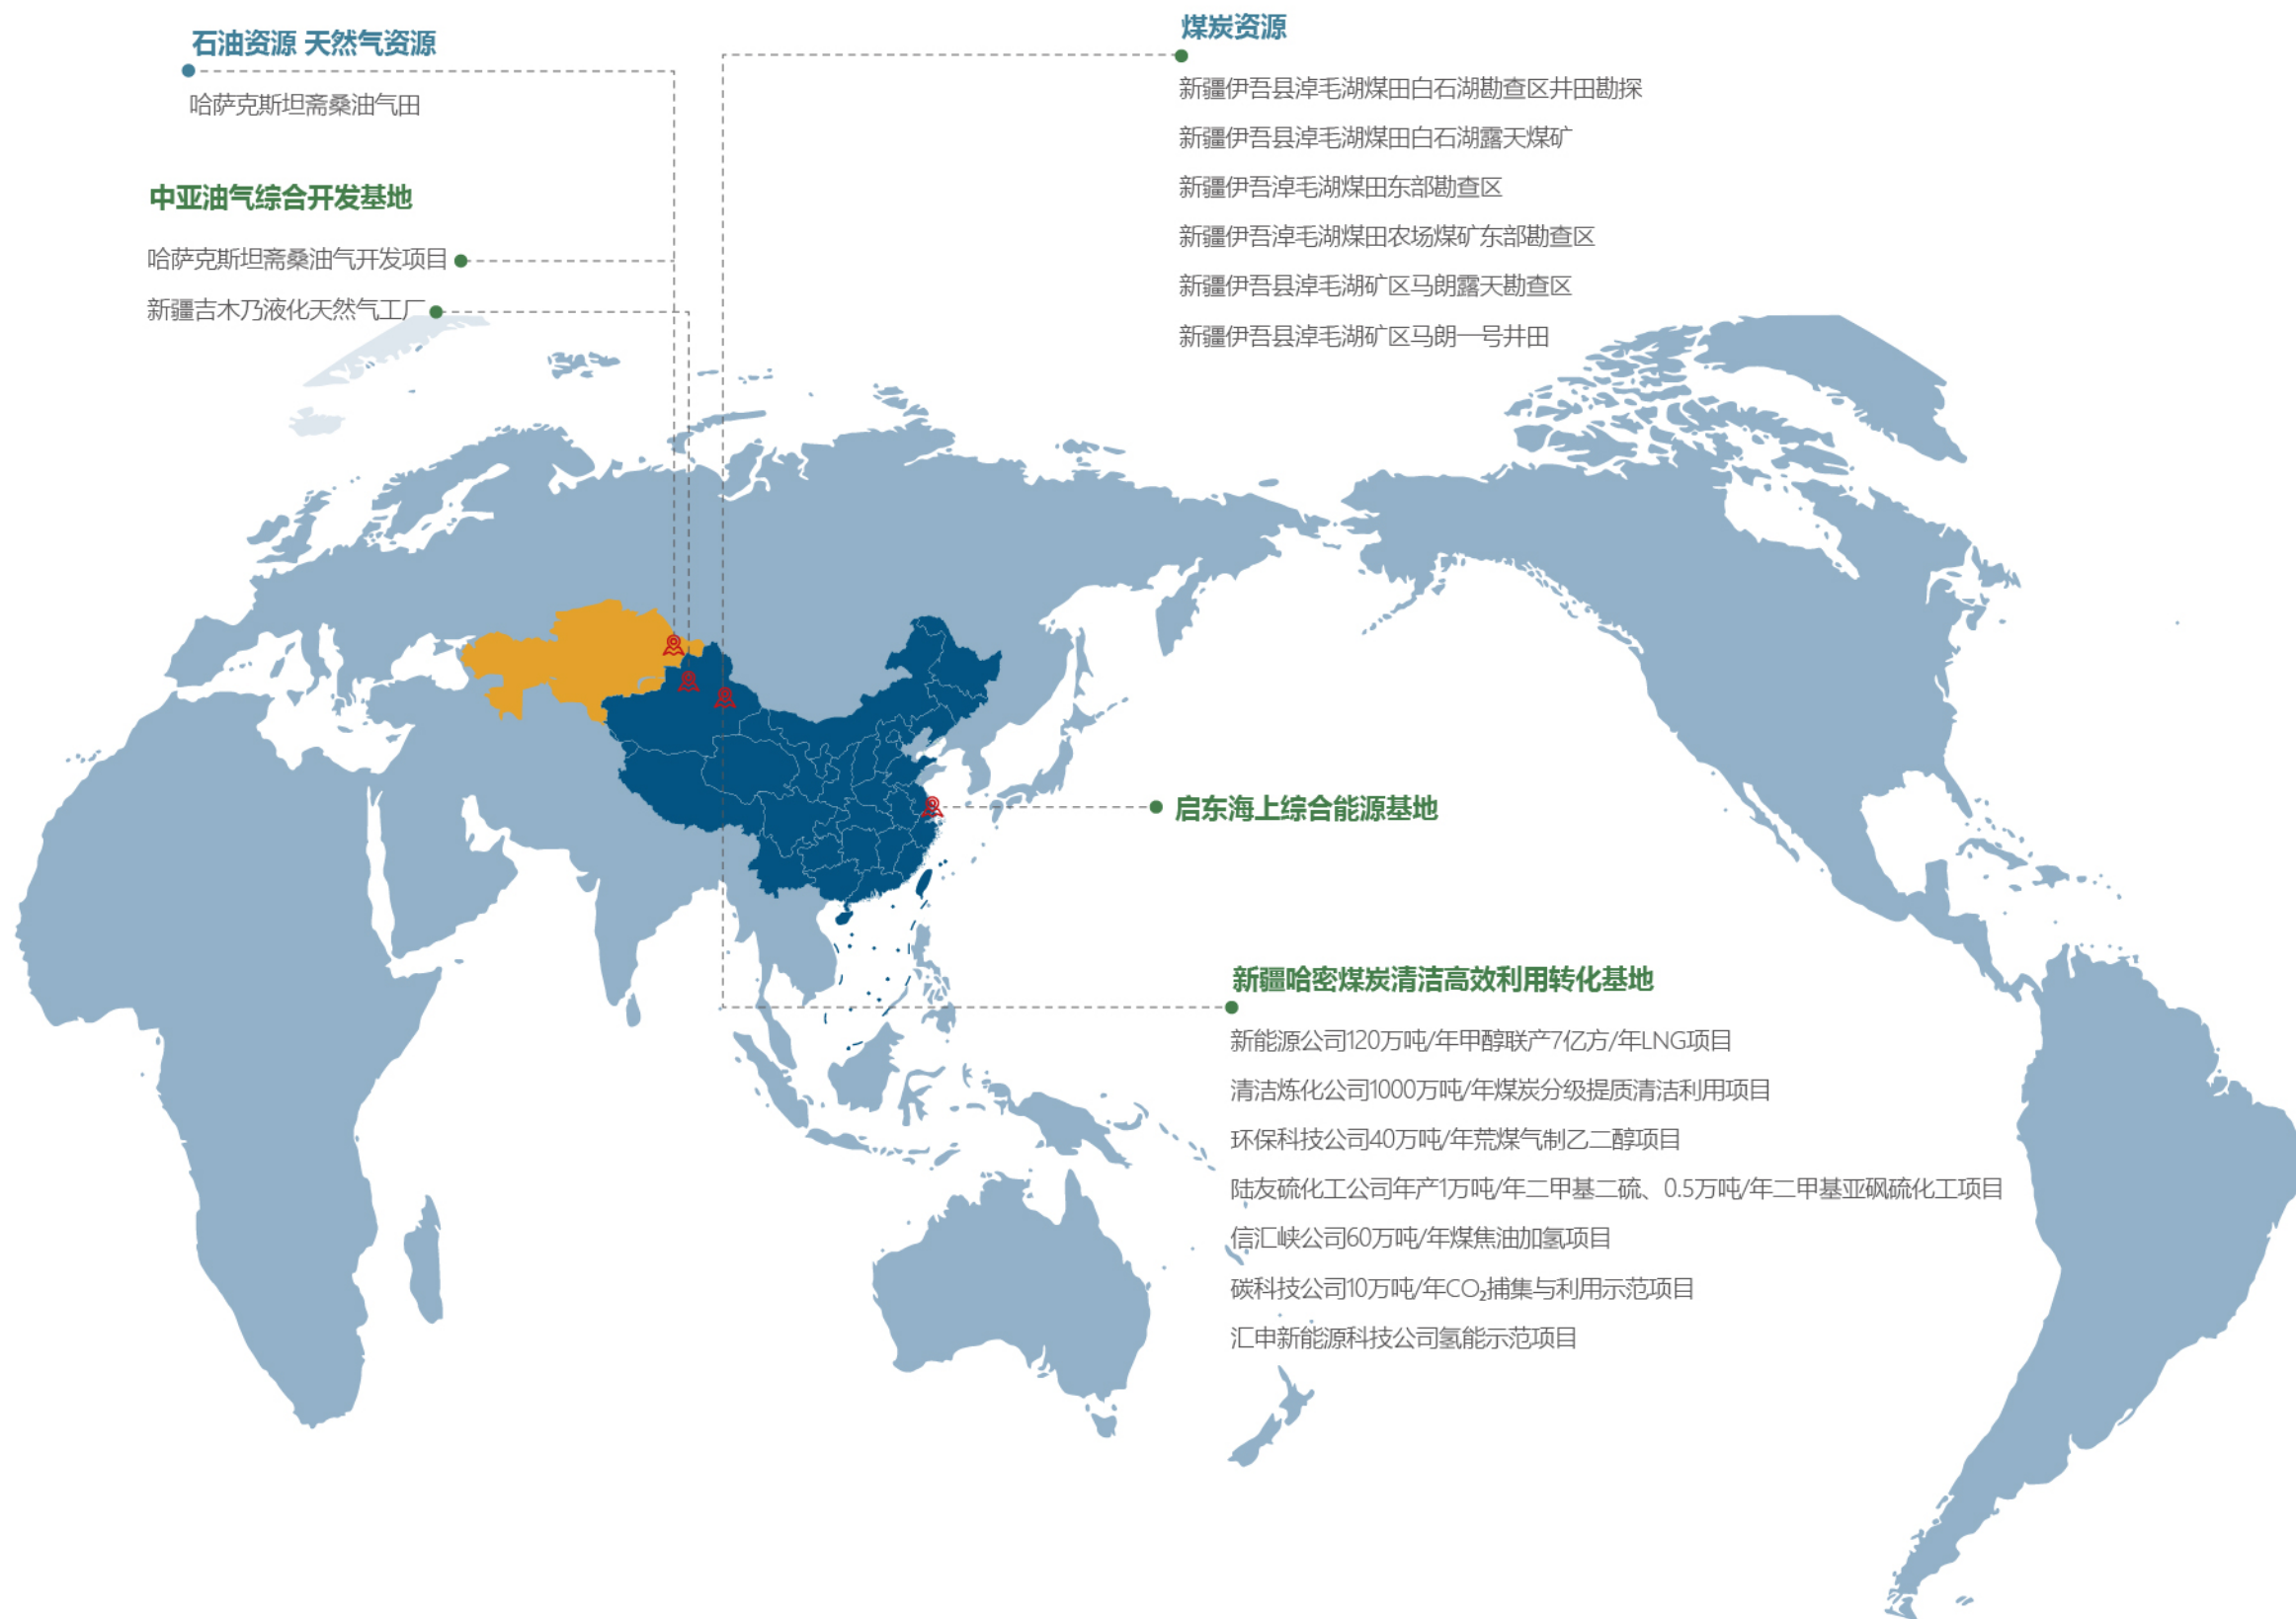 石油资源 天然气资源
哈萨克斯坦斋桑油气田
中亚油气综合开发基地
哈萨克斯坦斋桑油气开发项目
新疆吉木乃液化天然气工厂
煤炭资源
新疆伊吾县淖毛湖煤田白石湖勘查区井田勘探
新疆伊吾县淖毛湖煤田白石湖露天煤矿
新疆伊吾淖毛湖煤田东部勘查区
新疆伊吾淖毛湖煤田农场煤矿东部勘查区
新疆伊吾县淖毛湖矿区马朗露天勘查区
新疆伊吾县淖毛湖矿区马朗一号井田
启东海上综合能源基地
新疆哈密煤炭清洁高效利用转化基地
新能源公司120万吨/年甲醇联产7亿方/年LNG项目
清洁炼化公司1000万吨/年煤炭分级提质清洁利用项目
环保科技公司40万吨/年荒煤气制乙二醇项目
陆友硫化工公司年产1万吨/年二甲基二硫、0.5万吨/年二甲基亚砜硫化工项目
信汇峡公司60万吨/年煤焦油加氢项目
碳科技公司10万吨/年CO₂捕集与利用示范项目
汇申新能源科技公司氢能示范项目